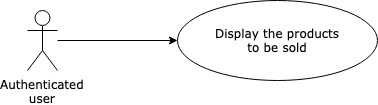 Display the products
to be sold
Authenticated
user